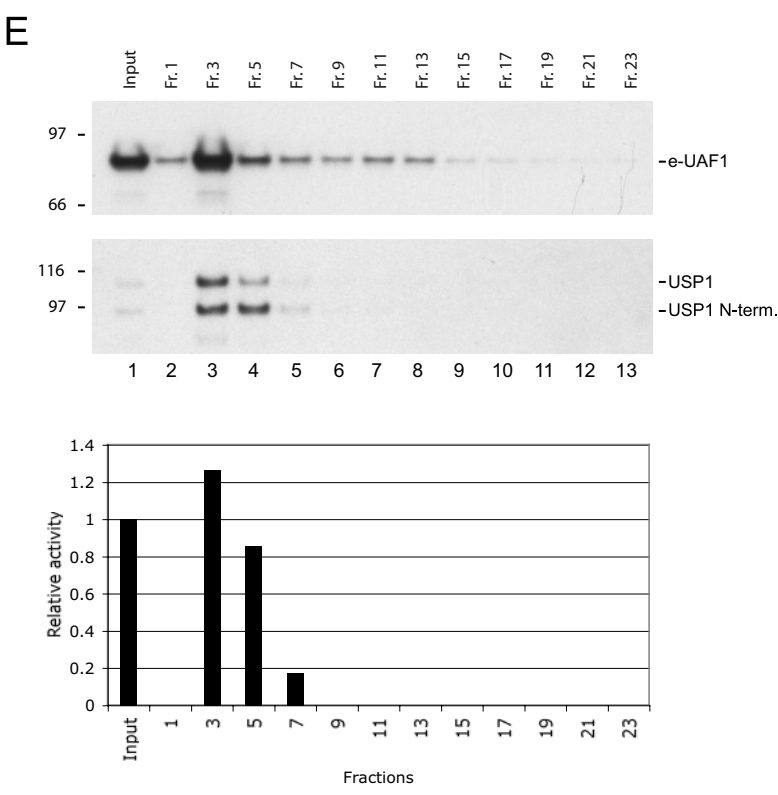 E
Input Fr.1 Fr.3 Fr.5 Fr.7 Fr.9 Fr.11 Fr.13 Fr.15 Fr.17 Fr.19 Fr.21 Fr.23
97 -
-e-UAF1
66 -
116 -
-USP1
97 -
-USP1 N-term.
1 2 3 4 5 6 7 8 9 10 11 12 13
1.4
1.2
1
0.8
0.6
0.4
0.2
0
Relative activity
Input 1 3 5 7 9 11 13 15 17 19 21 23
Fractions